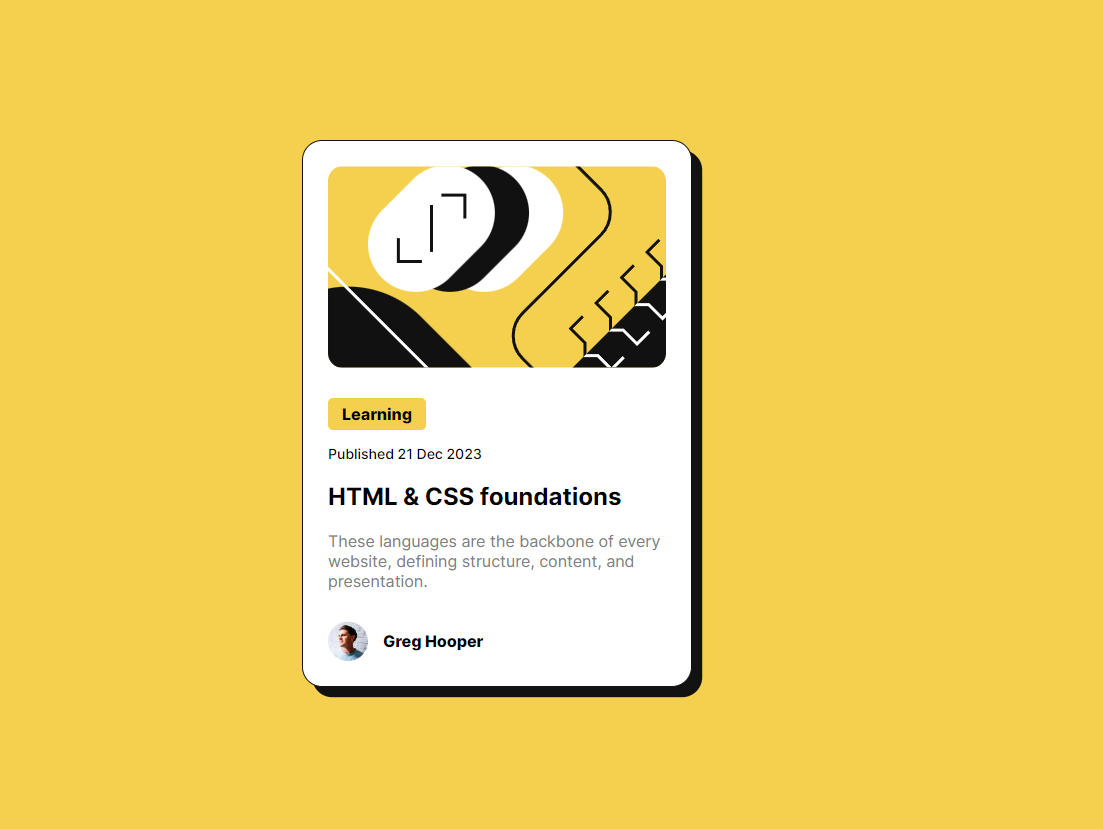 Learning
Published 21 Dec 2023
HTML & CSS foundations
These languages are the backbone of every
website, defining structure, content, and
presentation.
Greg Hooper